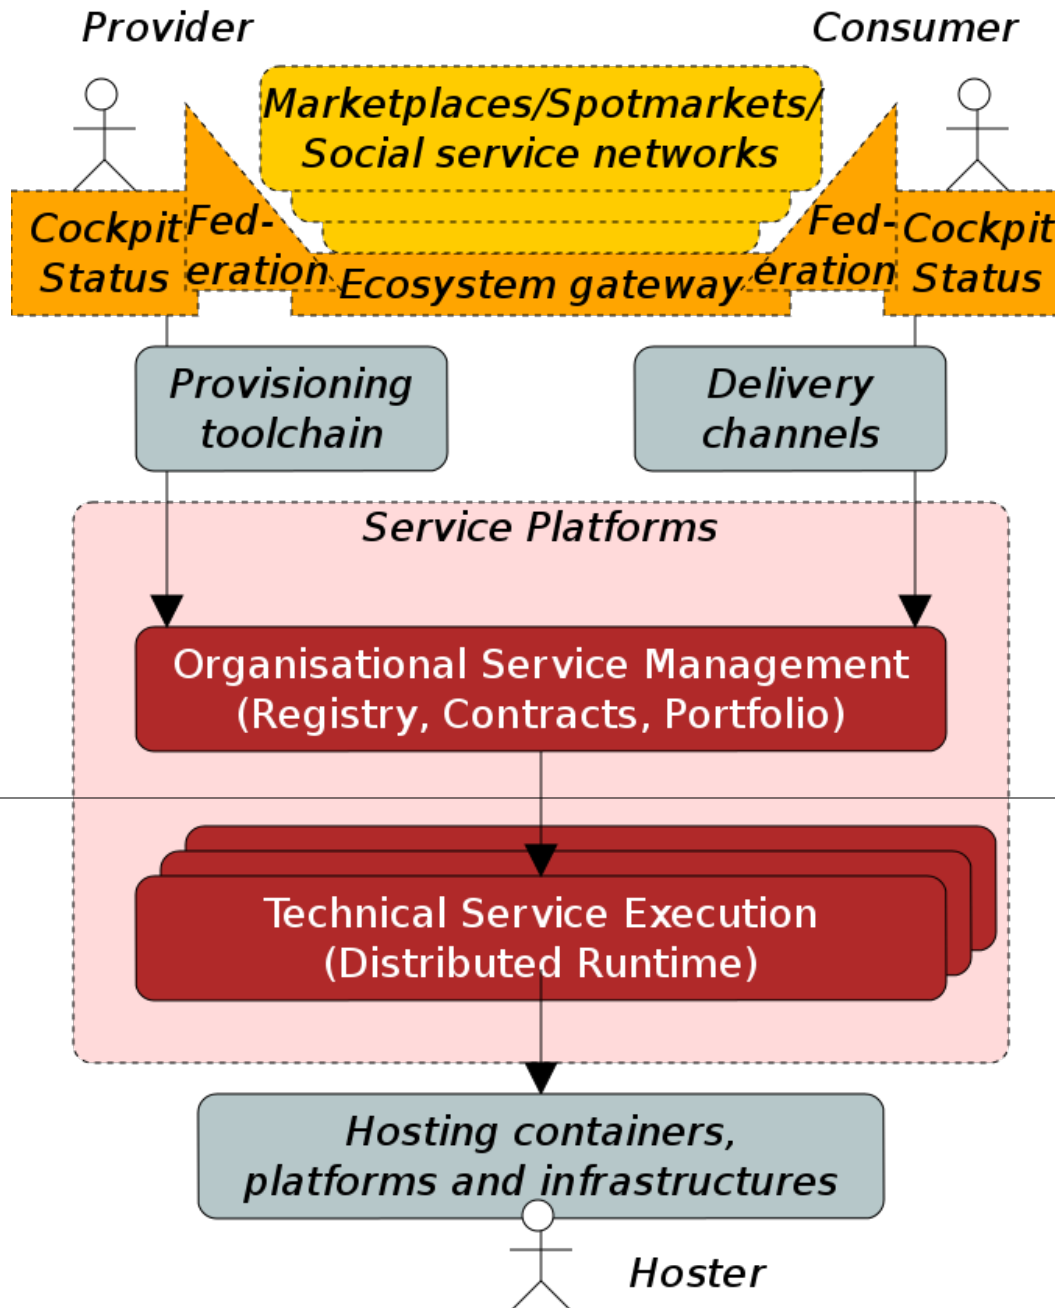 Provider
Consumer
Marketplaces/Spotmarkets/
Social service networks
Cockpit
Status
Fed-
eration
Ecosystem gateway
Fed-
eration
Cockpit
Status
Provisioning
toolchain
Delivery
channels
Service Platforms
Organisational Service Management
(Registry, Contracts, Portfolio)
Technical Service Execution
(Distributed Runtime)
Hosting containers,
platforms and infrastructures
Hoster